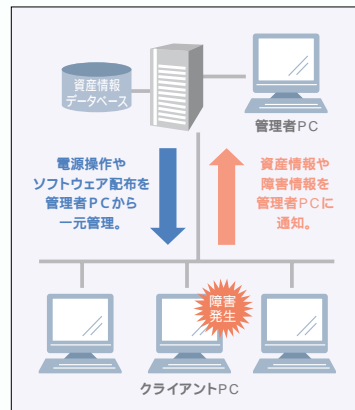 資産情報
データベース
管理者PC
電源操作や
ソフトウェア配布を
管理者PCから
一元管理。
資産情報や
障害情報を
管理者PCに
通知。
障害
発生
クライアントPC